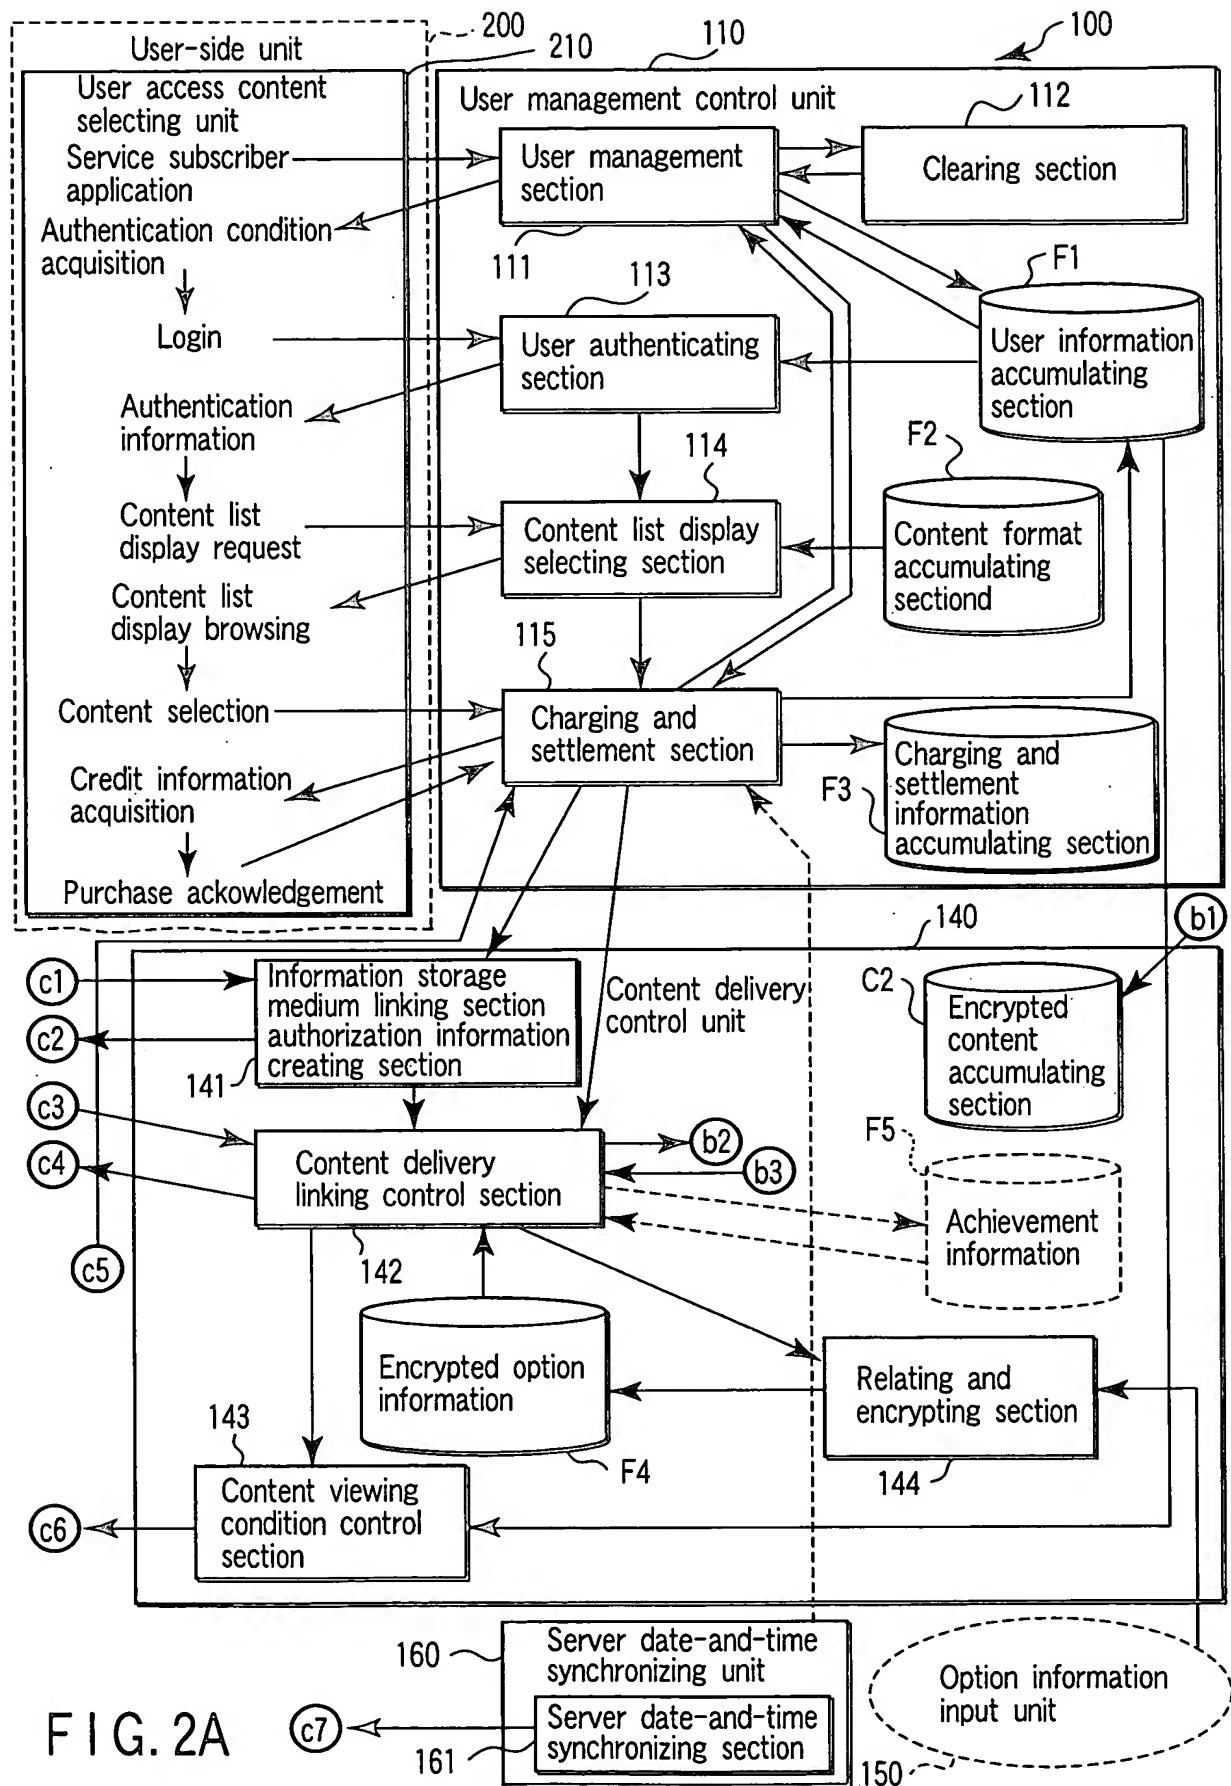 200
User-side unit
210
User access content
selecting unit
Service subscriber
application
Authentication condition
acquisition
Login
Authentication
information
Content list
display request
Content list
display browsing
Content selection
Credit information
acquisition
Purchase ackowledgement
100
110
User management control unit
112
User management
section
Clearing section
111
113
F1
User authenticating
section
User information
accumulating
section
114
F2
Content list display
selecting section
Content format
accumulating
sectiond
115
Charging and
settlement section
Charging and
settlement
information
accumulating section
F3
140
b1
c1
Information storage
medium linking section
authorization information
creating section
Content delivery
control unit
C2
Encrypted
content
accumulating
section
c2
141
c3
c4
Content delivery
linking control section
b2
b3
F5
Achievement
information
c5
142
Encrypted option
information
Relating and
encrypting section
143
F4
144
Content viewing
condition control
section
c6
160
Server date-and-time
synchronizing unit
Option information
input unit
c7
Server date-and-time
synchronizing section
161
150
FIG. 2A